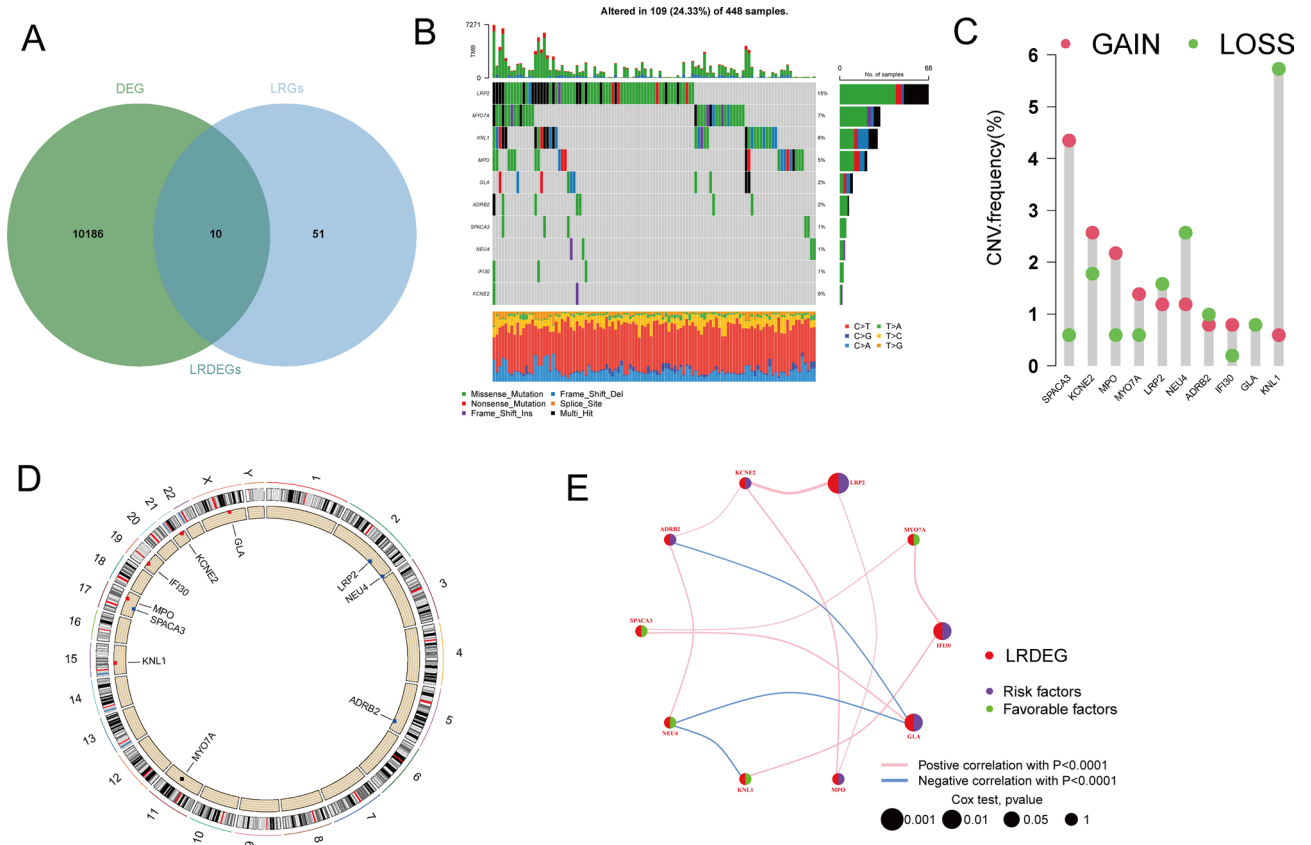 A
DEG
LRGs
10186
10
51
LRDEGs
B
Altered in 109 (24.33%) of 448 samples.
7271
TMB
0
No. of samples
0
68
LRP2
15%
MYO7A
7%
KNL1
6%
MPO
5%
GLA
2%
ADRB2
2%
SPACA3
1%
NEU4
1%
IFI30
1%
KCNE2
0%
C>T
T>A
C>G
T>C
C>A
T>G
Missense_Mutation
Frame_Shift_Del
Nonsense_Mutation
Splice_Site
Frame_Shift_Ins
Multi_Hit
C
GAIN
LOSS
CNV.frequency(%)
6
5
4
3
2
1
0
SPACA3
KCNE2
MPO
MYO7A
LRP2
NEU4
ADRB2
IFI30
GLA
KNL1
D
1
2
3
4
5
6
7
8
9
10
11
12
13
14
15
16
17
18
19
20
21
22
X
Y
GLA
KCNE2
IFI30
MPO
SPACA3
KNL1
MYO7A
ADRB2
LRP2
NEU4
E
KCNE2
LRP2
ADRB2
MYO7A
SPACA3
IFI30
NEU4
GLA
KNL1
MPO
LRDEG
Risk factors
Favorable factors
Postive correlation with P<0.0001
Negative correlation with P<0.0001
Cox test, pvalue
0.001
0.01
0.05
1